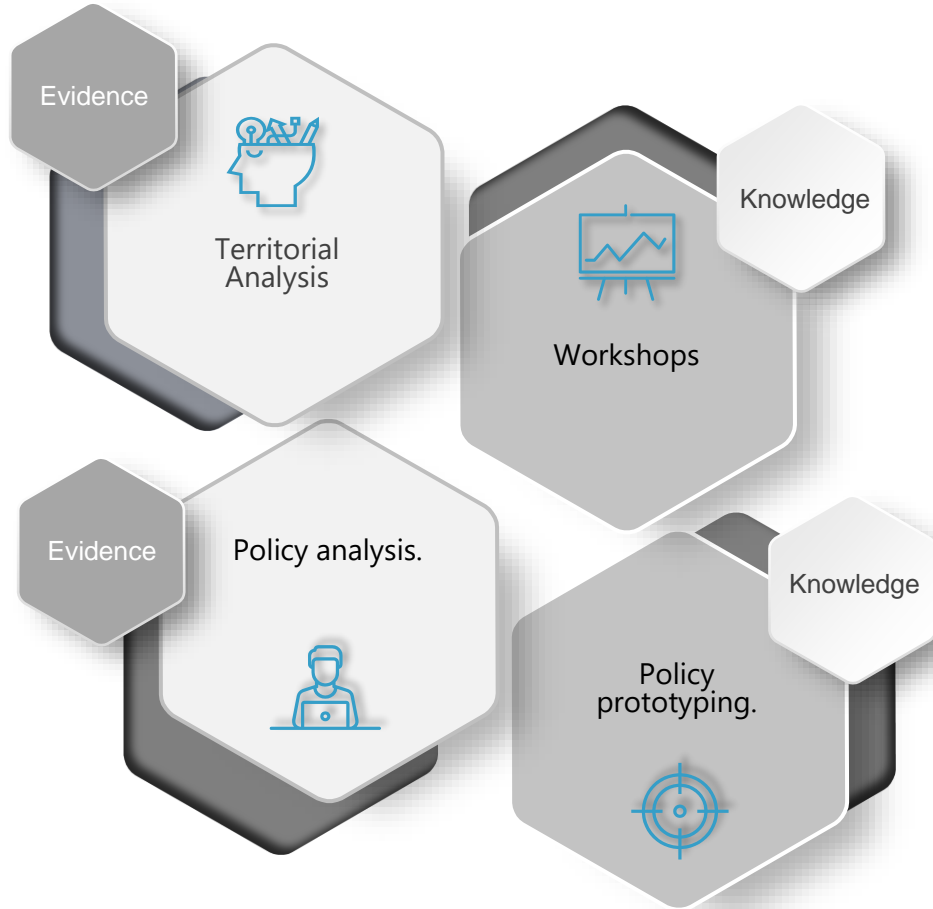 Evidence
Territorial
Analysis
Knowledge
Workshops
Evidence
Policy analysis.
Knowledge
Policy
prototyping.